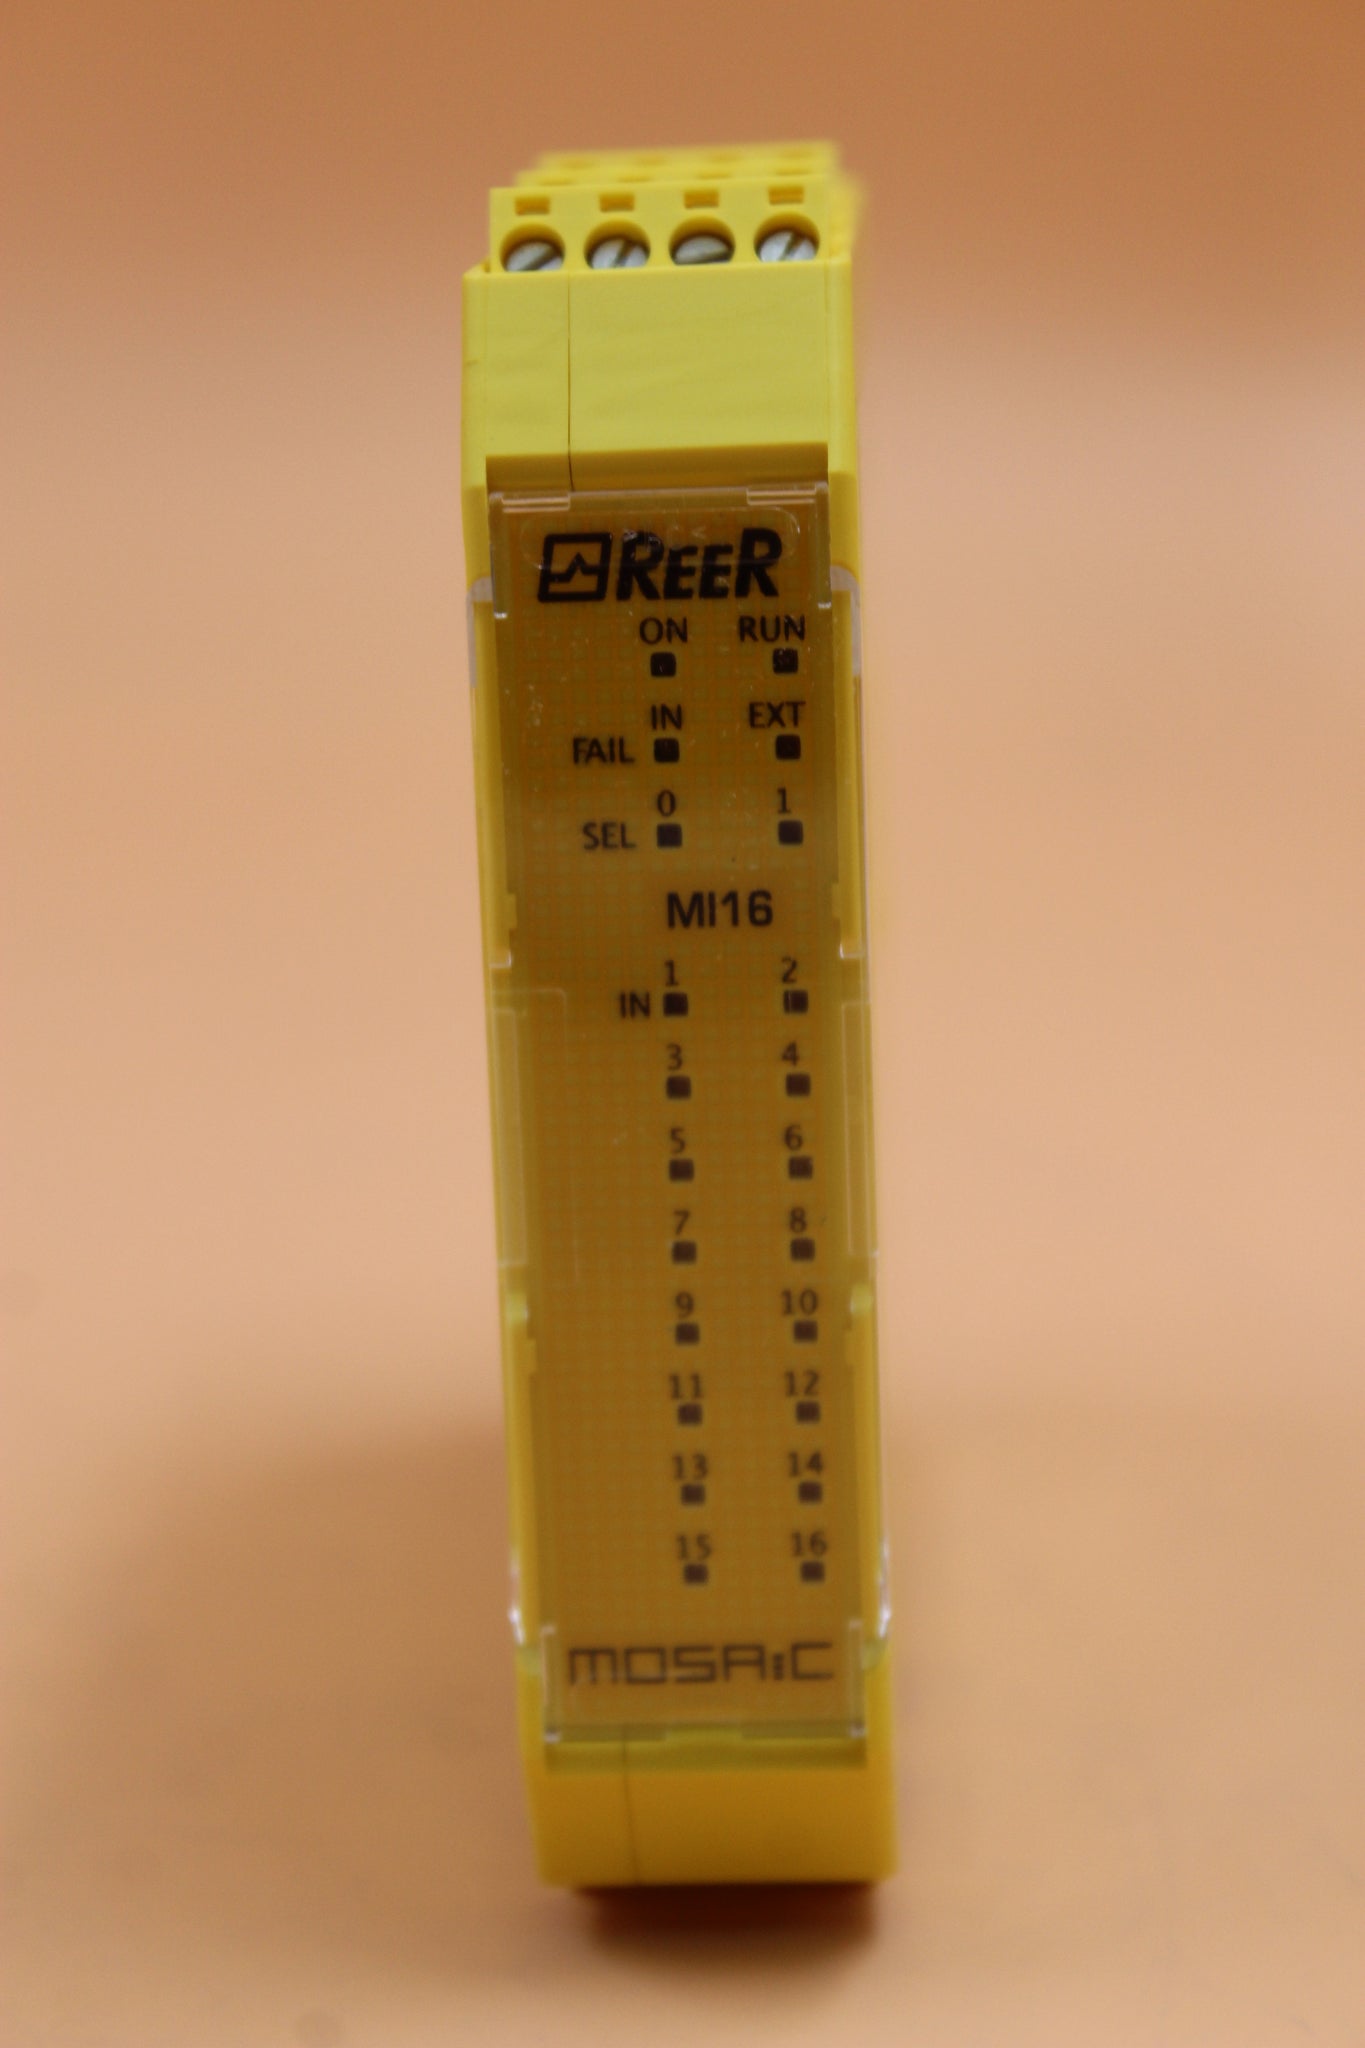 REER
ON RUN
IN EXT
FAIL
0 1
SEL
MI16
1 2
IN
3 4
5 6
7 8
9 10
11 12
13 14
15 16
MOSAiC